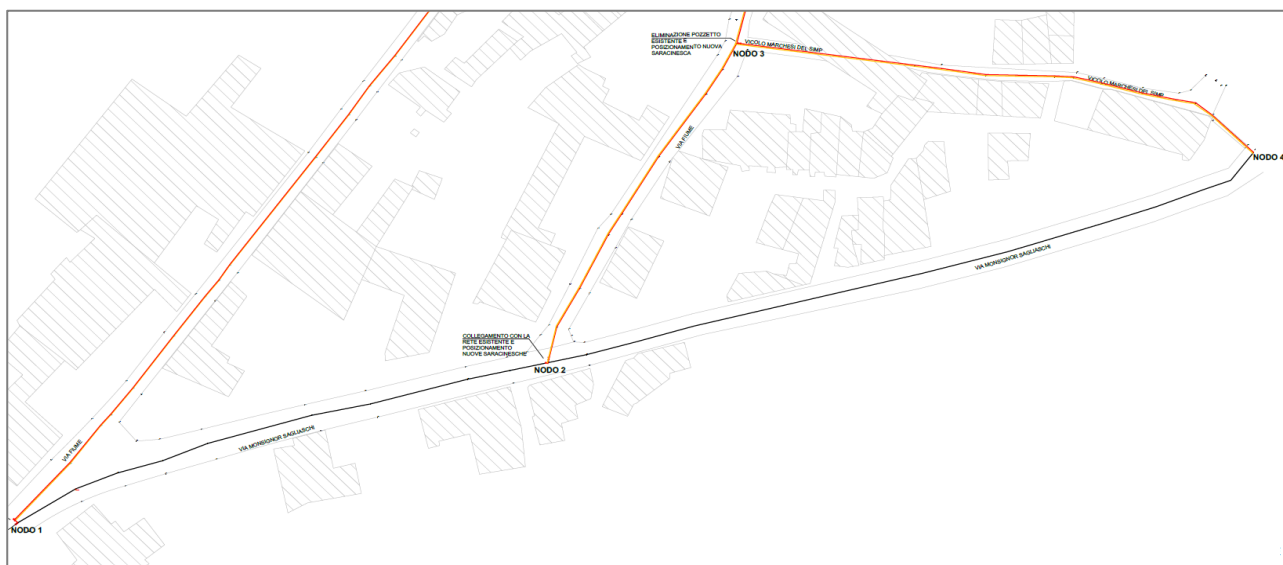 ELIMINAZIONE POZZETTO
ESISTENTE E
POSIZIONAMENTO NUOVA
SARACINESCA
VICOLO MARCHESI DEL SIMP
NODO 3
VICOLO MARCHESI DEL SIMP
VIA FIUME
NODO 4
VIA MONSIGNOR SAGLIASCHI
COLLEGAMENTO CON LA
RETE ESISTENTE E
POSIZIONAMENTO
NUOVE SARACINESCHE
NODO 2
VIA MONSIGNOR SAGLIASCHI
VIA FIUME
NODO 1